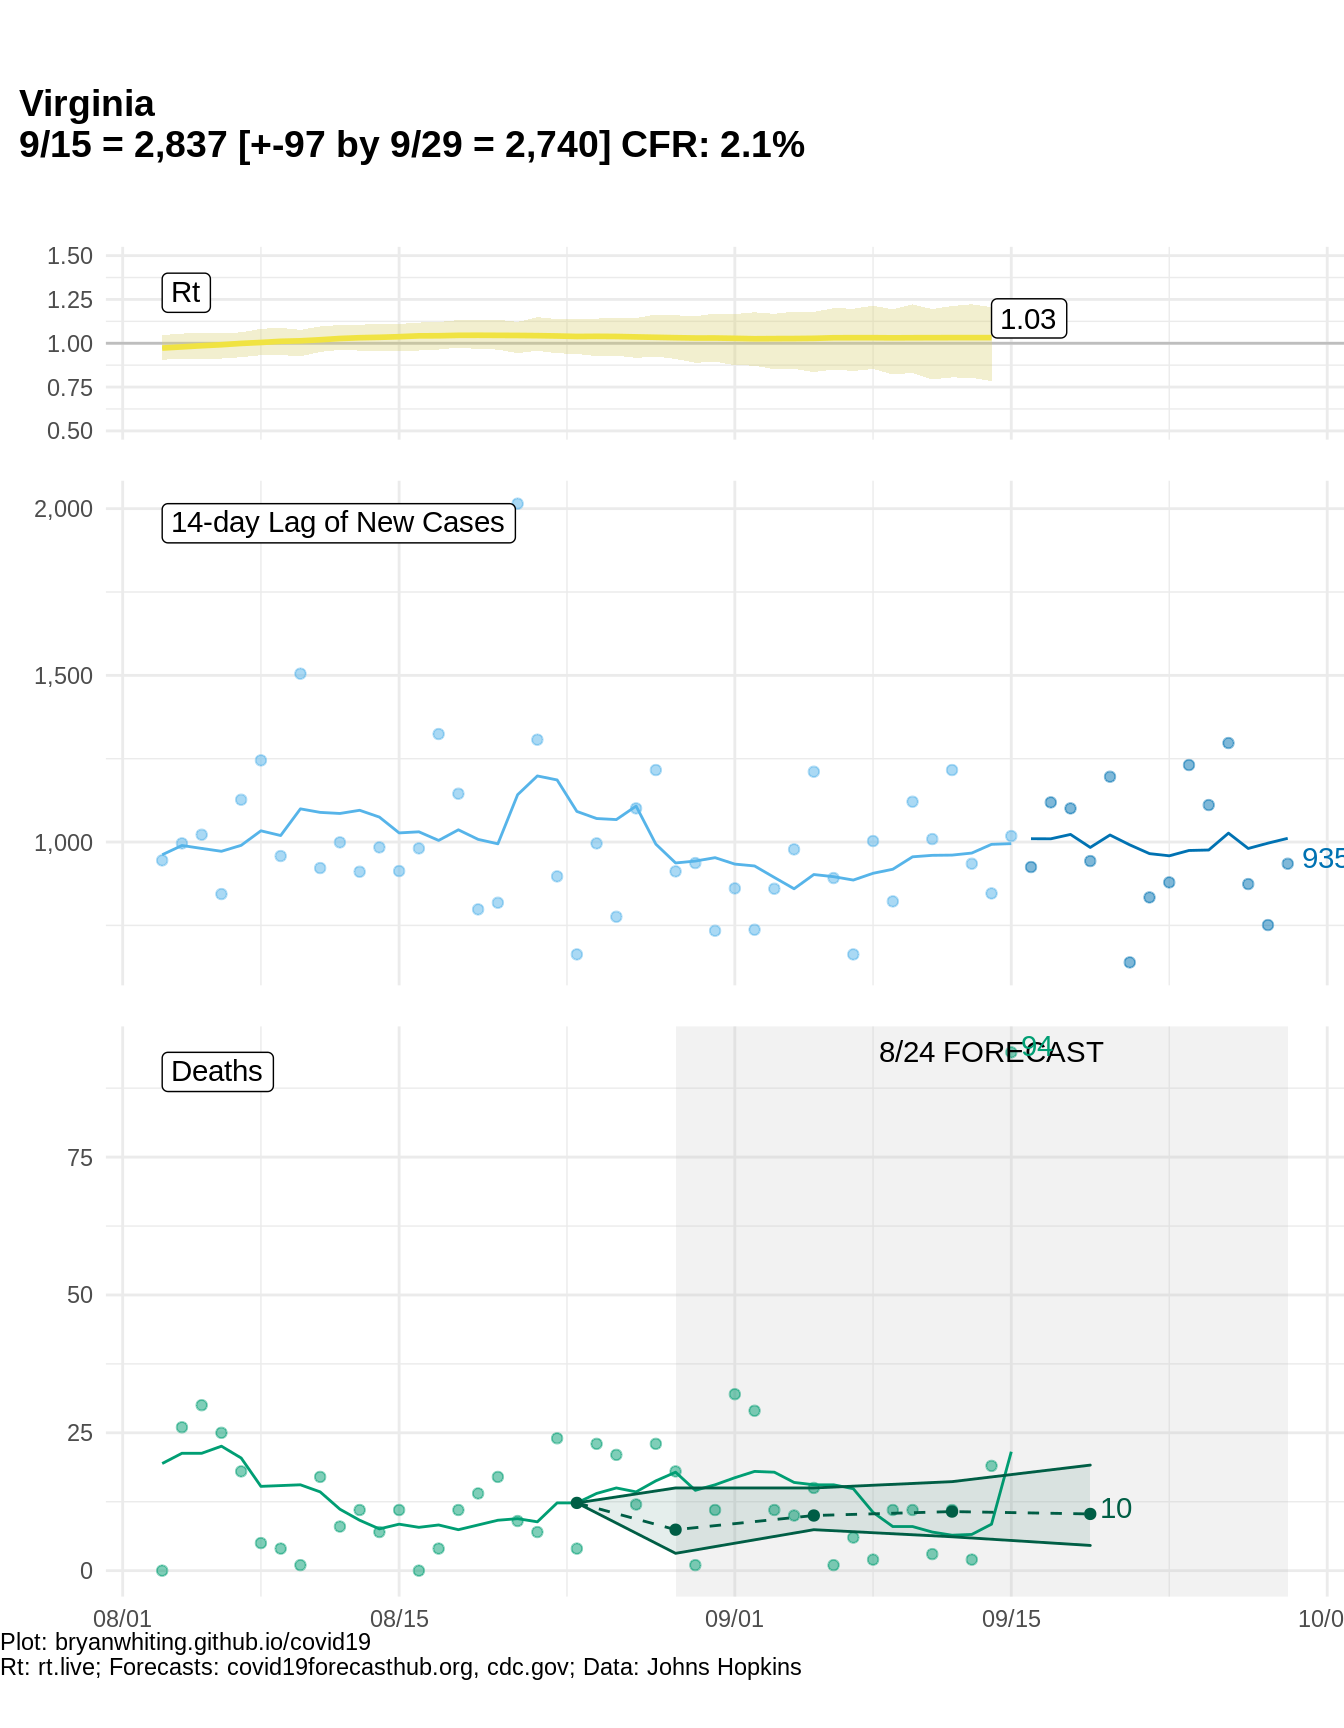 Virginia
9/15 = 2,837 [+-97 by 9/29 = 2,740] CFR: 2.1%
1.50
Rt
1.25
1.03
1.00
0.75
0.50
2,000
14-day Lag of New Cases
1,500
1,000
935
94
8/24 FORECAST
Deaths
75
50
25
10
0
08/01
08/15
09/01
09/15
10/0
Plot: bryanwhiting.github.io/covid19
Rt: rt.live; Forecasts: covid19forecasthub.org, cdc.gov; Data: Johns Hopkins